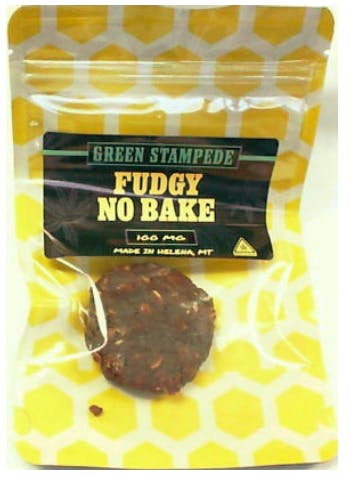 GREEN STAMPEDE
FUDGY
NO BAKE
100 MG
MADE IN HELENA, MT